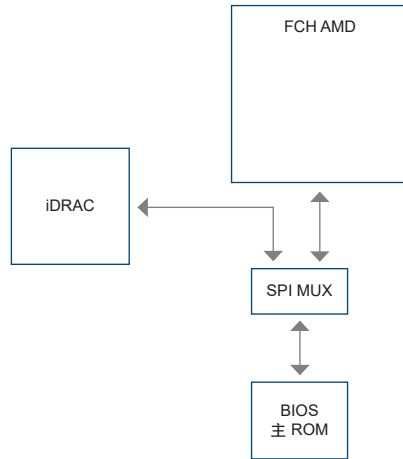 FCH AMD
iDRAC
SPI MUX
BIOS
主 ROM